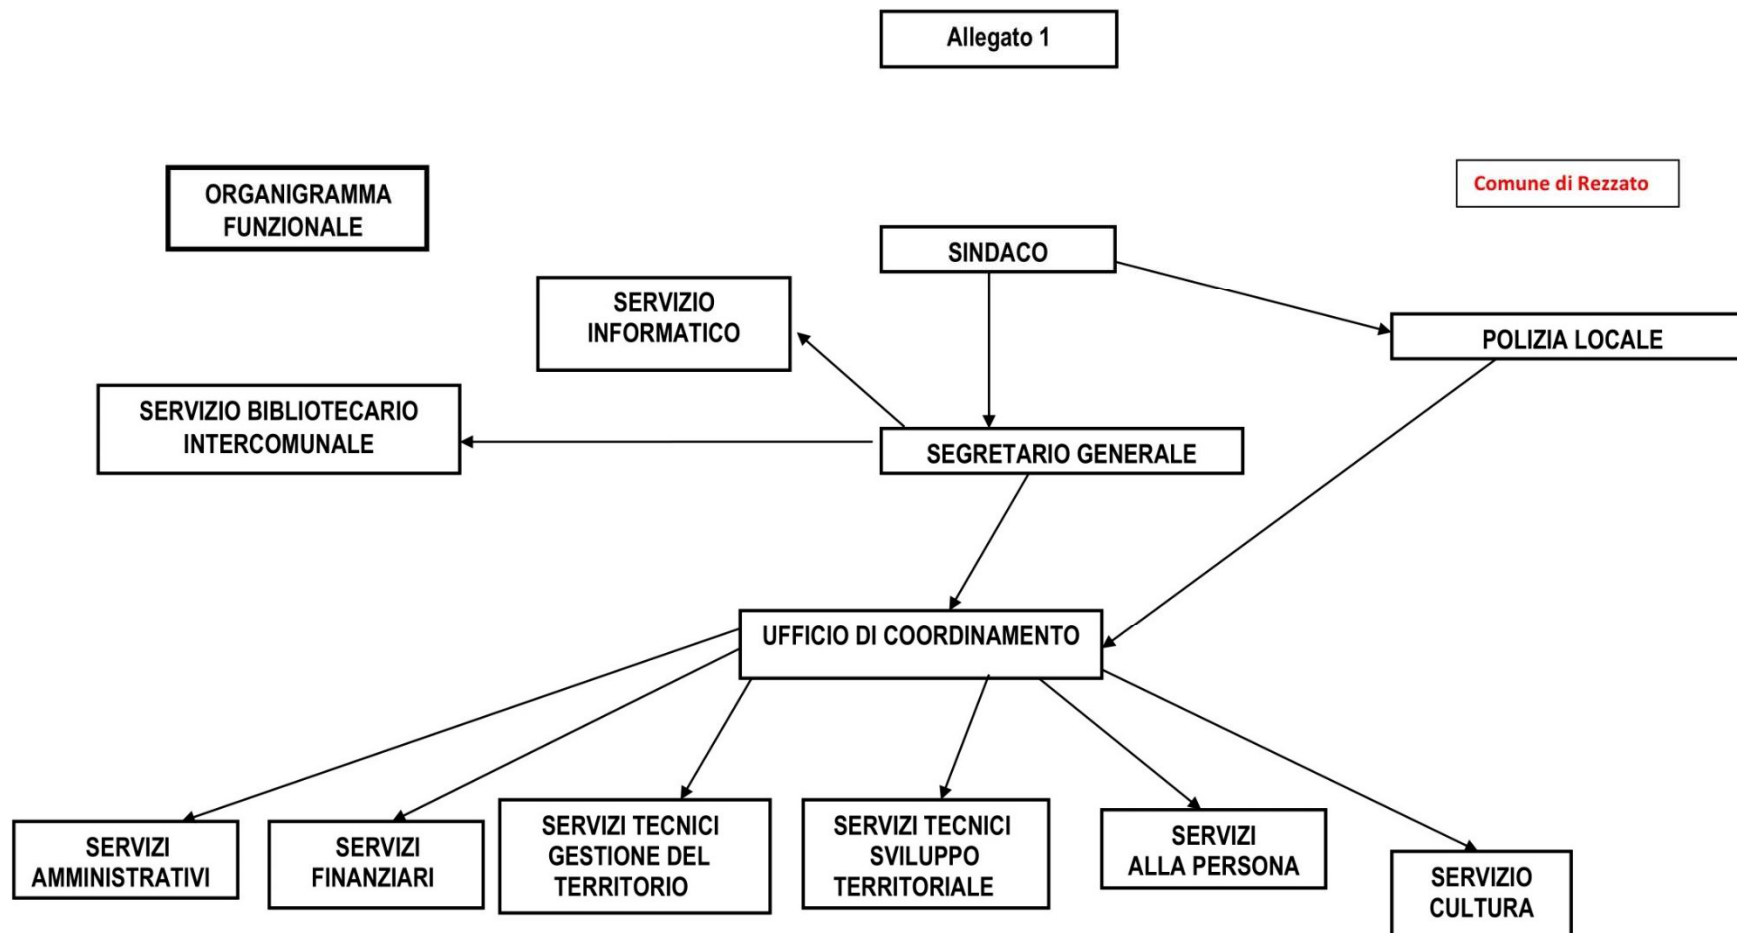 Allegato 1
ORGANIGRAMMA
FUNZIONALE
Comune di Rezzato
SINDACO
SERVIZIO
INFORMATICO
POLIZIA LOCALE
SERVIZIO BIBLIOTECARIO
INTERCOMUNALE
SEGRETARIO GENERALE
UFFICIO DI COORDINAMENTO
SERVIZI
AMMINISTRATIVI
SERVIZI
FINANZIARI
SERVIZI TECNICI
GESTIONE DEL
TERRITORIO
SERVIZI TECNICI
SVILUPPO
TERRITORIALE
SERVIZI
ALLA PERSONA
SERVIZIO
CULTURA